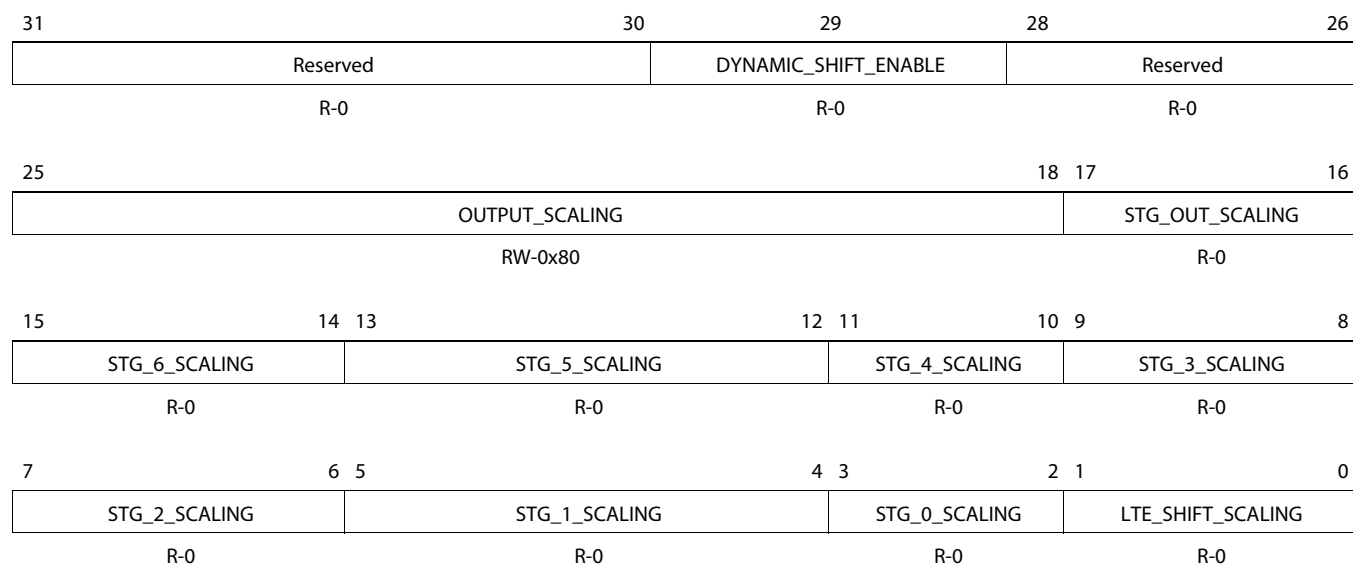 31 30 29 28 26
Reserved DYNAMIC_SHIFT_ENABLE Reserved
R-0 R-0 R-0
25 18 17 16
OUTPUT_SCALING STG_OUT_SCALING
RW-0x80 R-0
15 14 13 12 11 10 9 8
STG_6_SCALING STG_5_SCALING STG_4_SCALING STG_3_SCALING
R-0 R-0 R-0 R-0
7 6 5 4 3 2 1 0
STG_2_SCALING STG_1_SCALING STG_0_SCALING LTE_SHIFT_SCALING
R-0 R-0 R-0 R-0